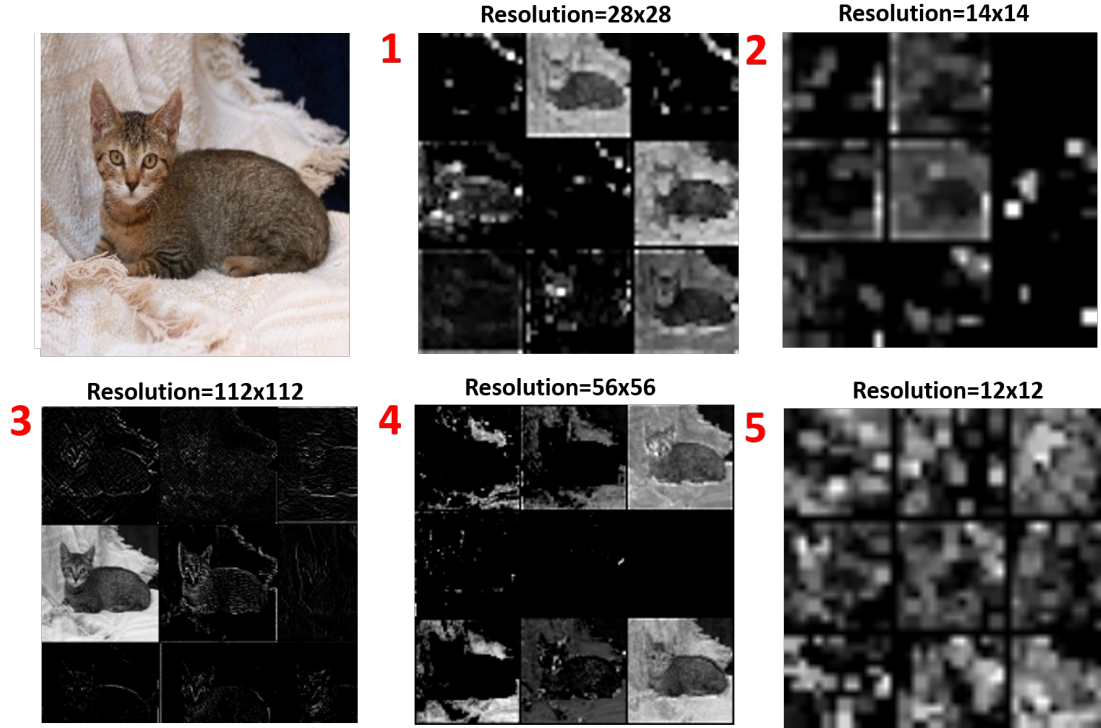 Resolution=28x28
1
Resolution=14x14
2
Resolution=112x112
3
Resolution=56x56
4
Resolution=12x12
5